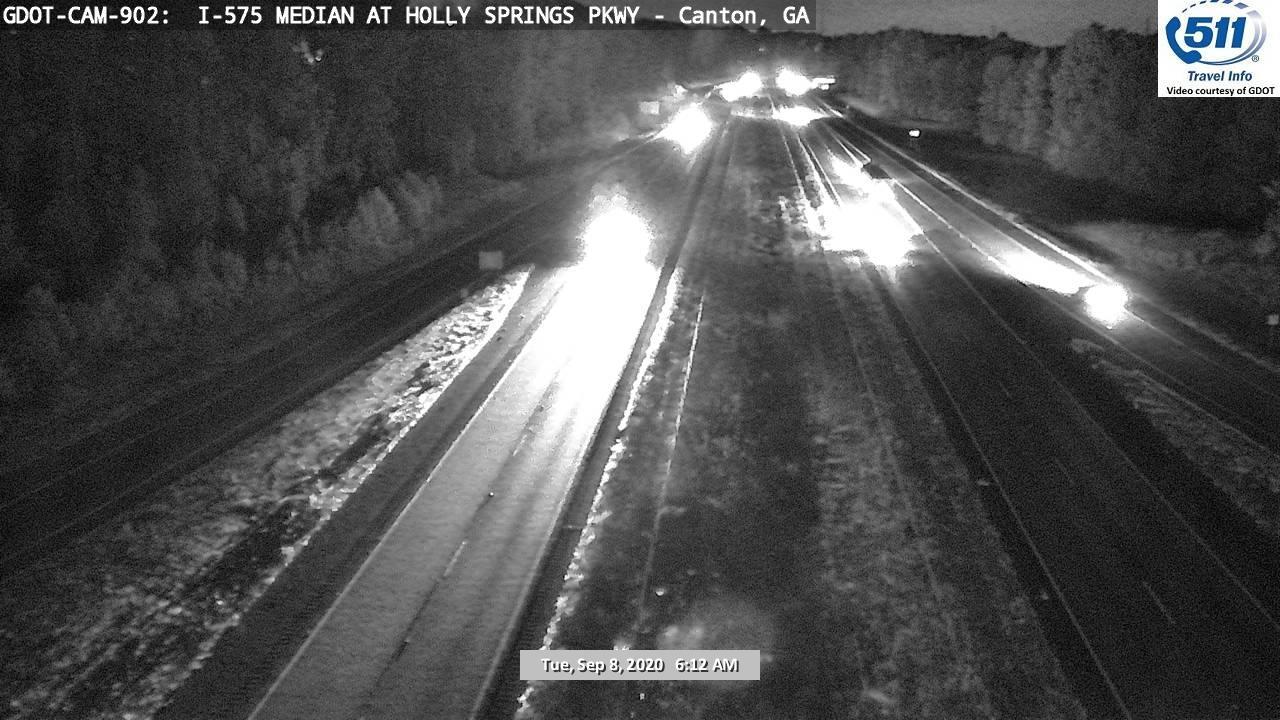 GDOT-CAM-902: I-575 MEDIAN AT HOLLY SPRINGS PKWY - Canton, GA
511
®
Travel Info
Video courtesy of GDOT
Tue, Sep 8, 2020 6:12 AM